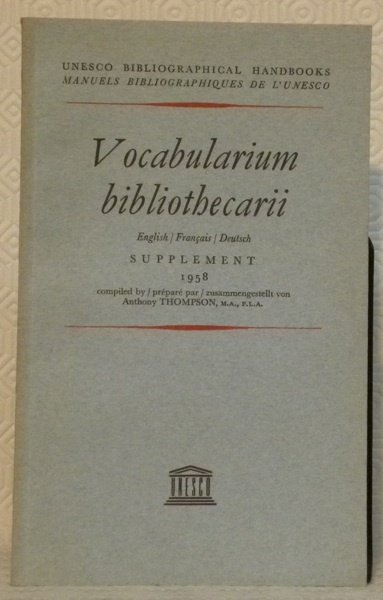 UNESCO BIBLIOGRAPHICAL HANDBOOKS
MANUELS BIBLIOGRAPHIQUES DE L'UNESCO
Vocabularium
bibliothecarii
English / Français / Deutsch
SUPPLEMENT
1958
compiled by / préparé par / zusammengestellt von
Anthony THOMPSON, M.A., F.L.A.
UNESCO